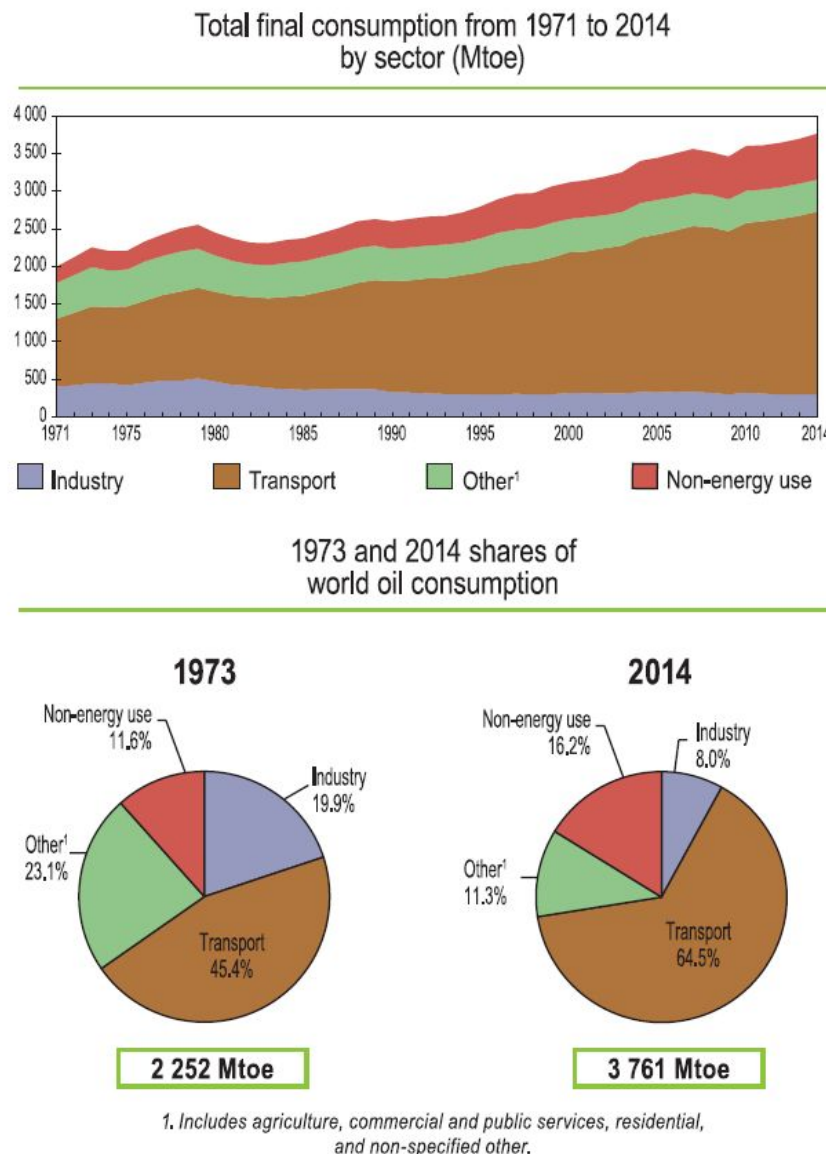 Total final consumption from 1971 to 2014
by sector (Mtoe)
4 000
3 500
3 000
2 500
2 000
1 500
1 000
500
0
1971 1975 1980 1985 1990 1995 2000 2005 2010 2014
Industry Transport Other¹ Non-energy use
1973 and 2014 shares of
world oil consumption
1973 2014
Non-energy use
11.6%
Industry
19.9%
Other¹
23.1%
Transport
45.4%
2 252 Mtoe
Non-energy use
16.2%
Industry
8.0%
Other¹
11.3%
Transport
64.5%
3 761 Mtoe
1. Includes agriculture, commercial and public services, residential,
and non-specified other.